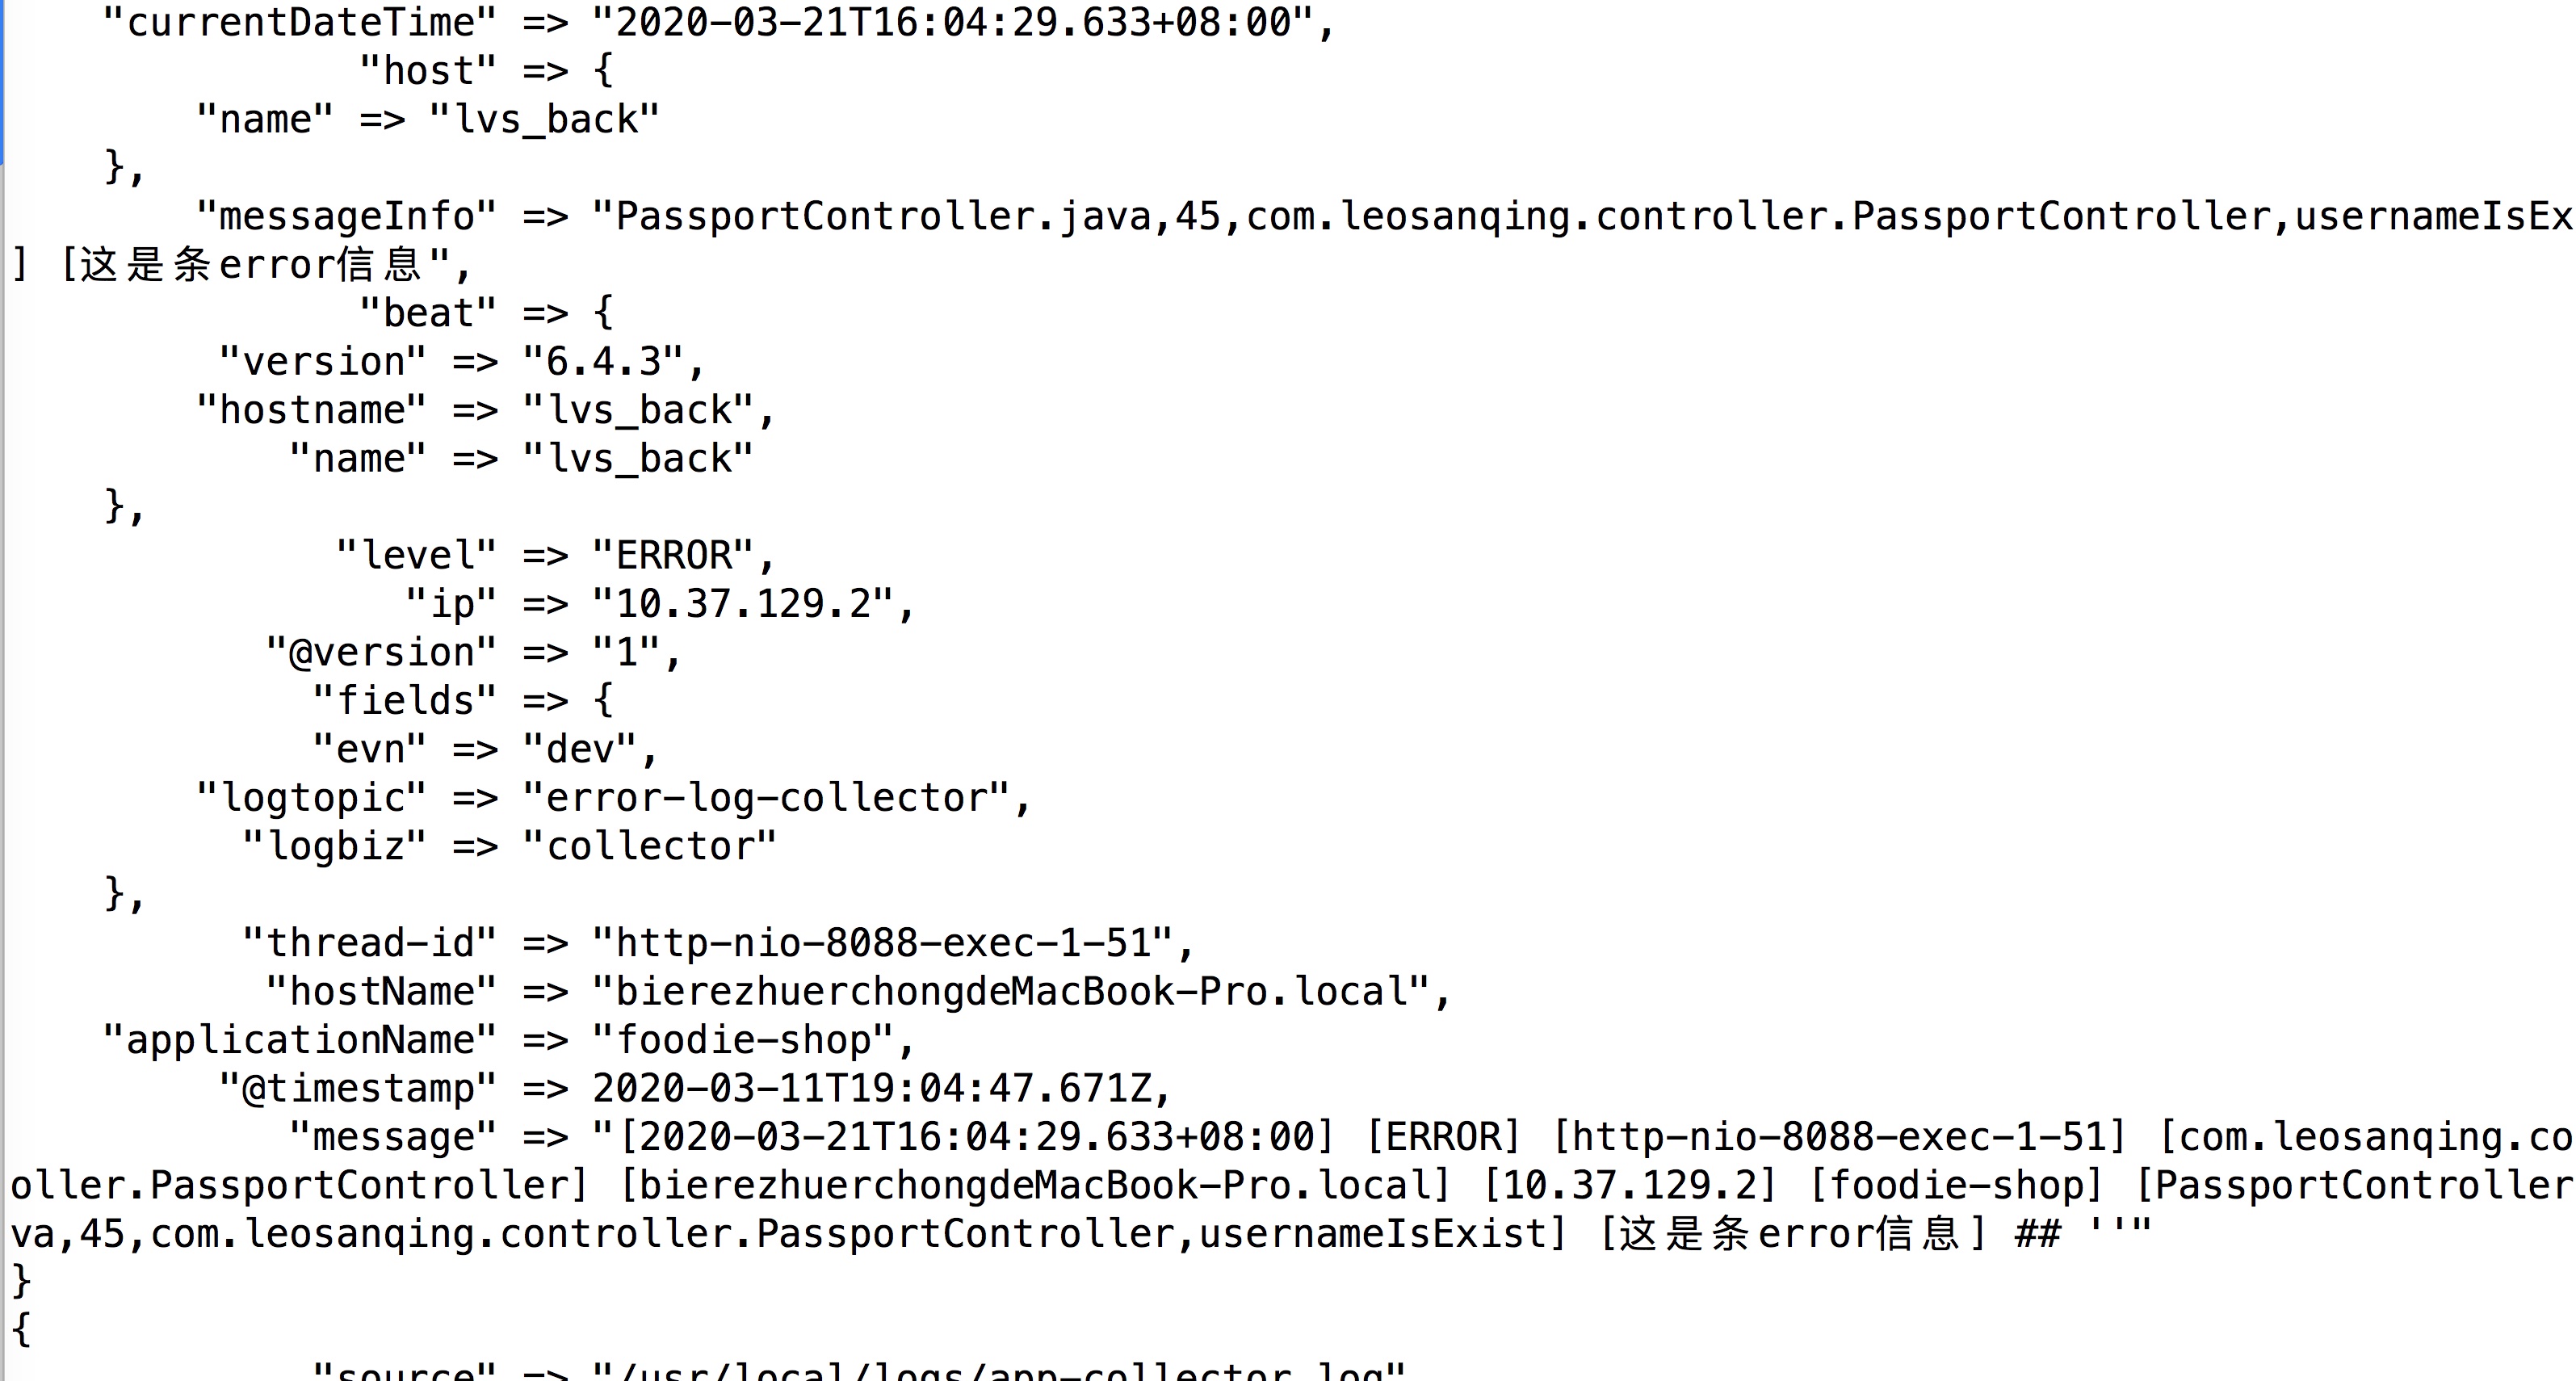 "currentDateTime" => "2020-03-21T16:04:29.633+08:00",
"host" => {
"name" => "lvs_back"
},
"messageInfo" => "PassportController.java,45,com.leosanqing.controller.PassportController,usernameIsEx
] [这是条error信息",
"beat" => {
"version" => "6.4.3",
"hostname" => "lvs_back",
"name" => "lvs_back"
},
"level" => "ERROR",
"ip" => "10.37.129.2",
"@version" => "1",
"fields" => {
"evn" => "dev",
"logtopic" => "error-log-collector",
"logbiz" => "collector"
},
"thread-id" => "http-nio-8088-exec-1-51",
"hostName" => "bierezhuerchongdeMacBook-Pro.local",
"applicationName" => "foodie-shop",
"@timestamp" => 2020-03-11T19:04:47.671Z,
"message" => "[2020-03-21T16:04:29.633+08:00] [ERROR] [http-nio-8088-exec-1-51] [com.leosanqing.co
oller.PassportController] [bierezhuerchongdeMacBook-Pro.local] [10.37.129.2] [foodie-shop] [PassportController
va,45,com.leosanqing.controller.PassportController,usernameIsExist] [这是条error信息] ## ''"
}
{
"source" => "/usr/local/logs/app-collector.log"